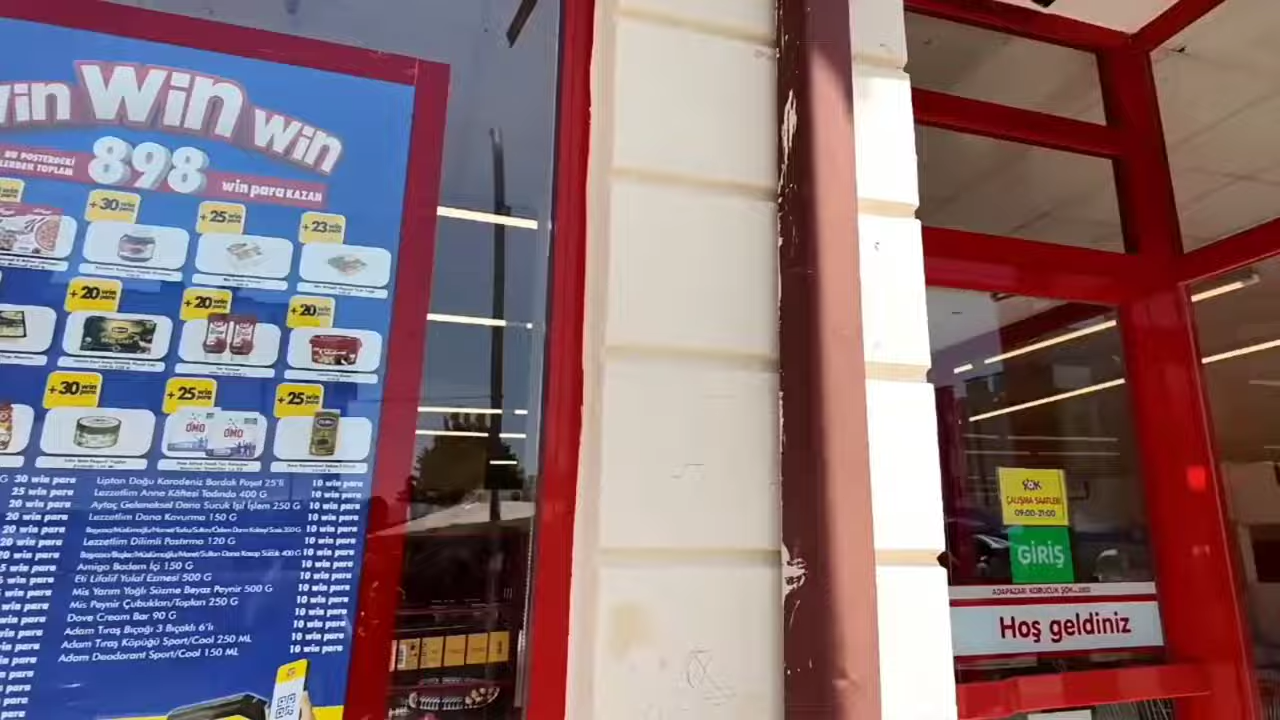 win win win
BU POSTERDEKİ
TOPLAM
898
win para KAZAN
+30 win para
+25 win para
+23 win para
+20 win para
+20 win para
+20 win para
+30 win para
+25 win para
+25 win para
OMO
OMO
G 30 win para Lipton Doğu Karadeniz Bardak Poşet 25'li 10 win para
25 win para Lezzetlim Anne Köftesi Tadında 400 G 10 win para
20 win para Aytaç Geleneksel Dana Sucuk Isıl İşlem 250 G 10 win para
20 win para Lezzetlim Dana Kavurma 150 G 10 win para
20 win para 10 win para
20 win para Lezzetlim Dilimli Pastırma 120 G 10 win para
10 win para
win para Amigo Badem İçi 150 G 10 win para
win para Eti Lifalif Yulaf Ezmesi 500 G 10 win para
win para Mis Yarım Yağlı Süzme Beyaz Peynir 500 G 10 win para
win para Mis Peynir Çubukları/Topları 250 G 10 win para
win para Dove Cream Bar 90 G 10 win para
win para Adam Tıraş Bıçağı 3 Bıçaklı 6'lı 10 win para
win para Adam Tıraş Köpüğü Sport/Cool 250 ML 10 win para
win para Adam Deodorant Sport/Cool 150 ML 10 win para
para
para
para
ŞOK
ÇALIŞMA SAATLERİ
09:00-21:00
GİRİŞ
ADAPAZARI KORUCUK ŞOK
Hoş geldiniz